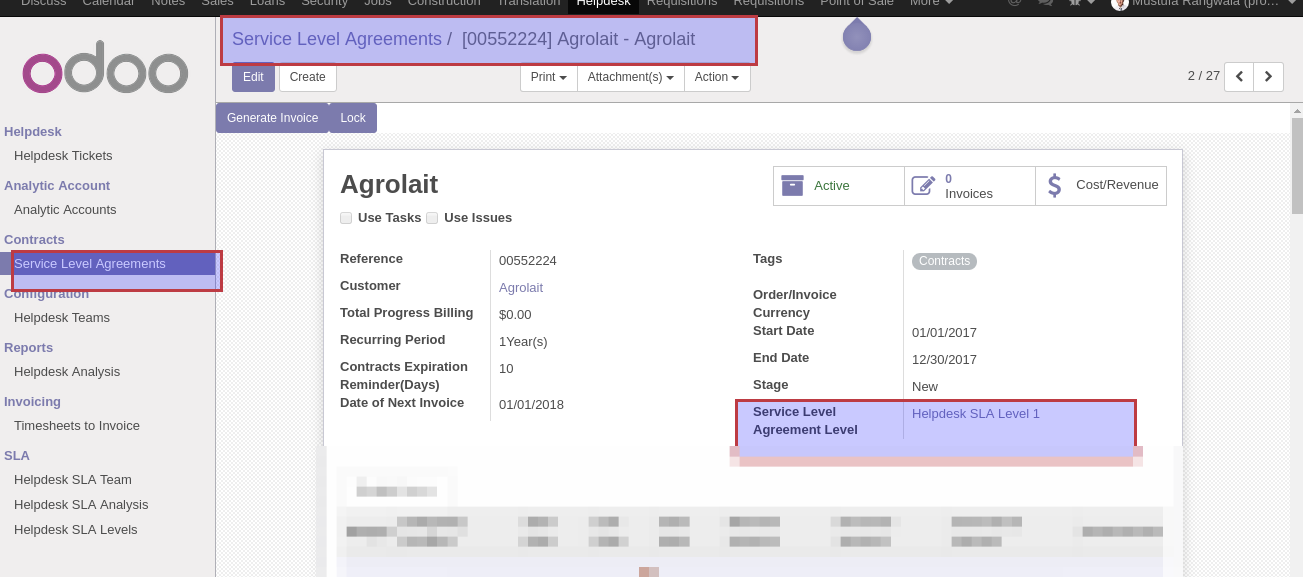 Discuss Calendar Notes Sales Loans Security Jobs Construction Translation Helpdesk Requisitions Requisitions Point of Sale More @ Mustufa Rangwala (pro...
odoo
Service Level Agreements / [00552224] Agrolait - Agrolait
Edit Create Print Attachment(s) Action 2 / 27
Generate Invoice Lock
Helpdesk
Helpdesk Tickets
Analytic Account
Analytic Accounts
Contracts
Service Level Agreements
Configuration
Helpdesk Teams
Reports
Helpdesk Analysis
Invoicing
Timesheets to Invoice
SLA
Helpdesk SLA Team
Helpdesk SLA Analysis
Helpdesk SLA Levels
Agrolait
Active
0
Invoices
Cost/Revenue
Use Tasks Use Issues
Reference 00552224
Customer Agrolait
Total Progress Billing $0.00
Recurring Period 1Year(s)
Contracts Expiration 10
Reminder(Days)
Date of Next Invoice 01/01/2018
Tags Contracts
Order/Invoice
Currency
Start Date 01/01/2017
End Date 12/30/2017
Stage New
Service Level Helpdesk SLA Level 1
Agreement Level